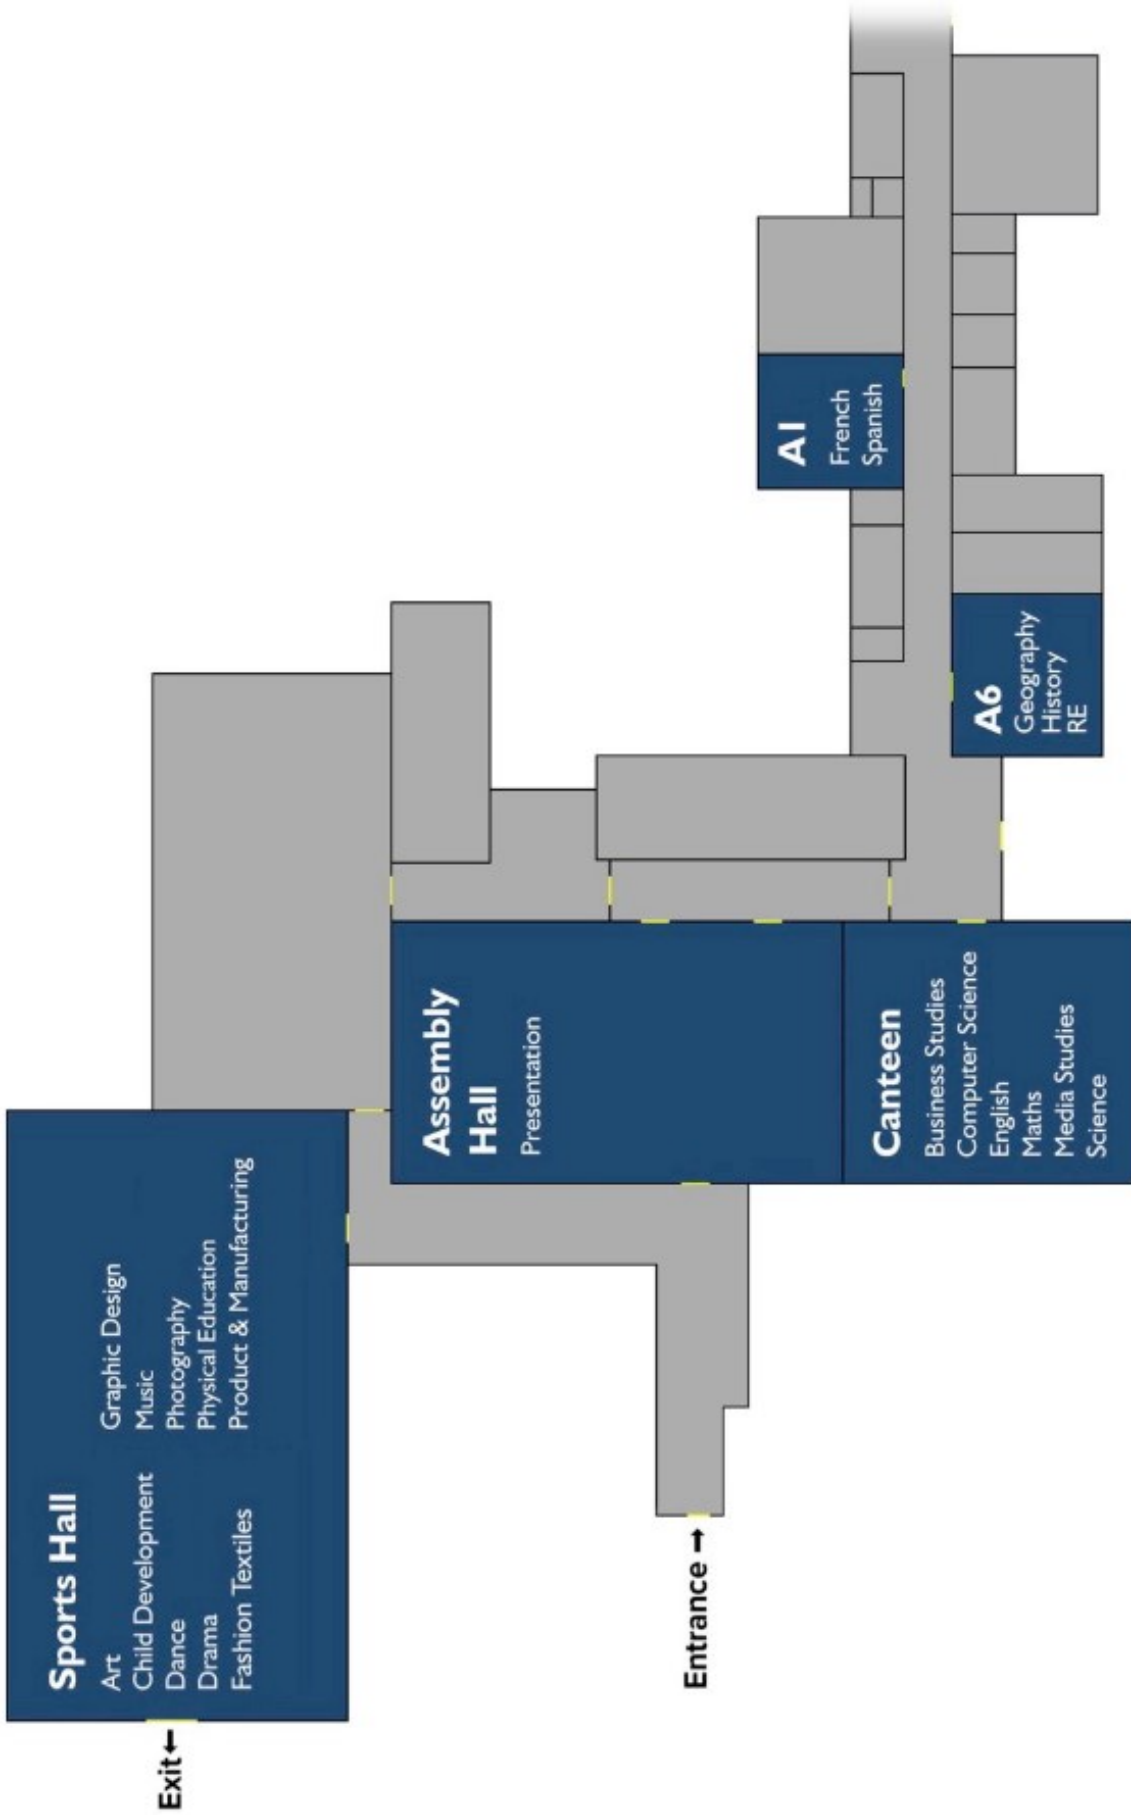 Sports Hall
Art
Child Development
Dance
Drama
Fashion Textiles
Graphic Design
Music
Photography
Physical Education
Product & Manufacturing
Exit←
Entrance →
Assembly
Hall
Presentation
Canteen
Business Studies
Computer Science
English
Maths
Media Studies
Science
A1
French
Spanish
A6
Geography
History
RE